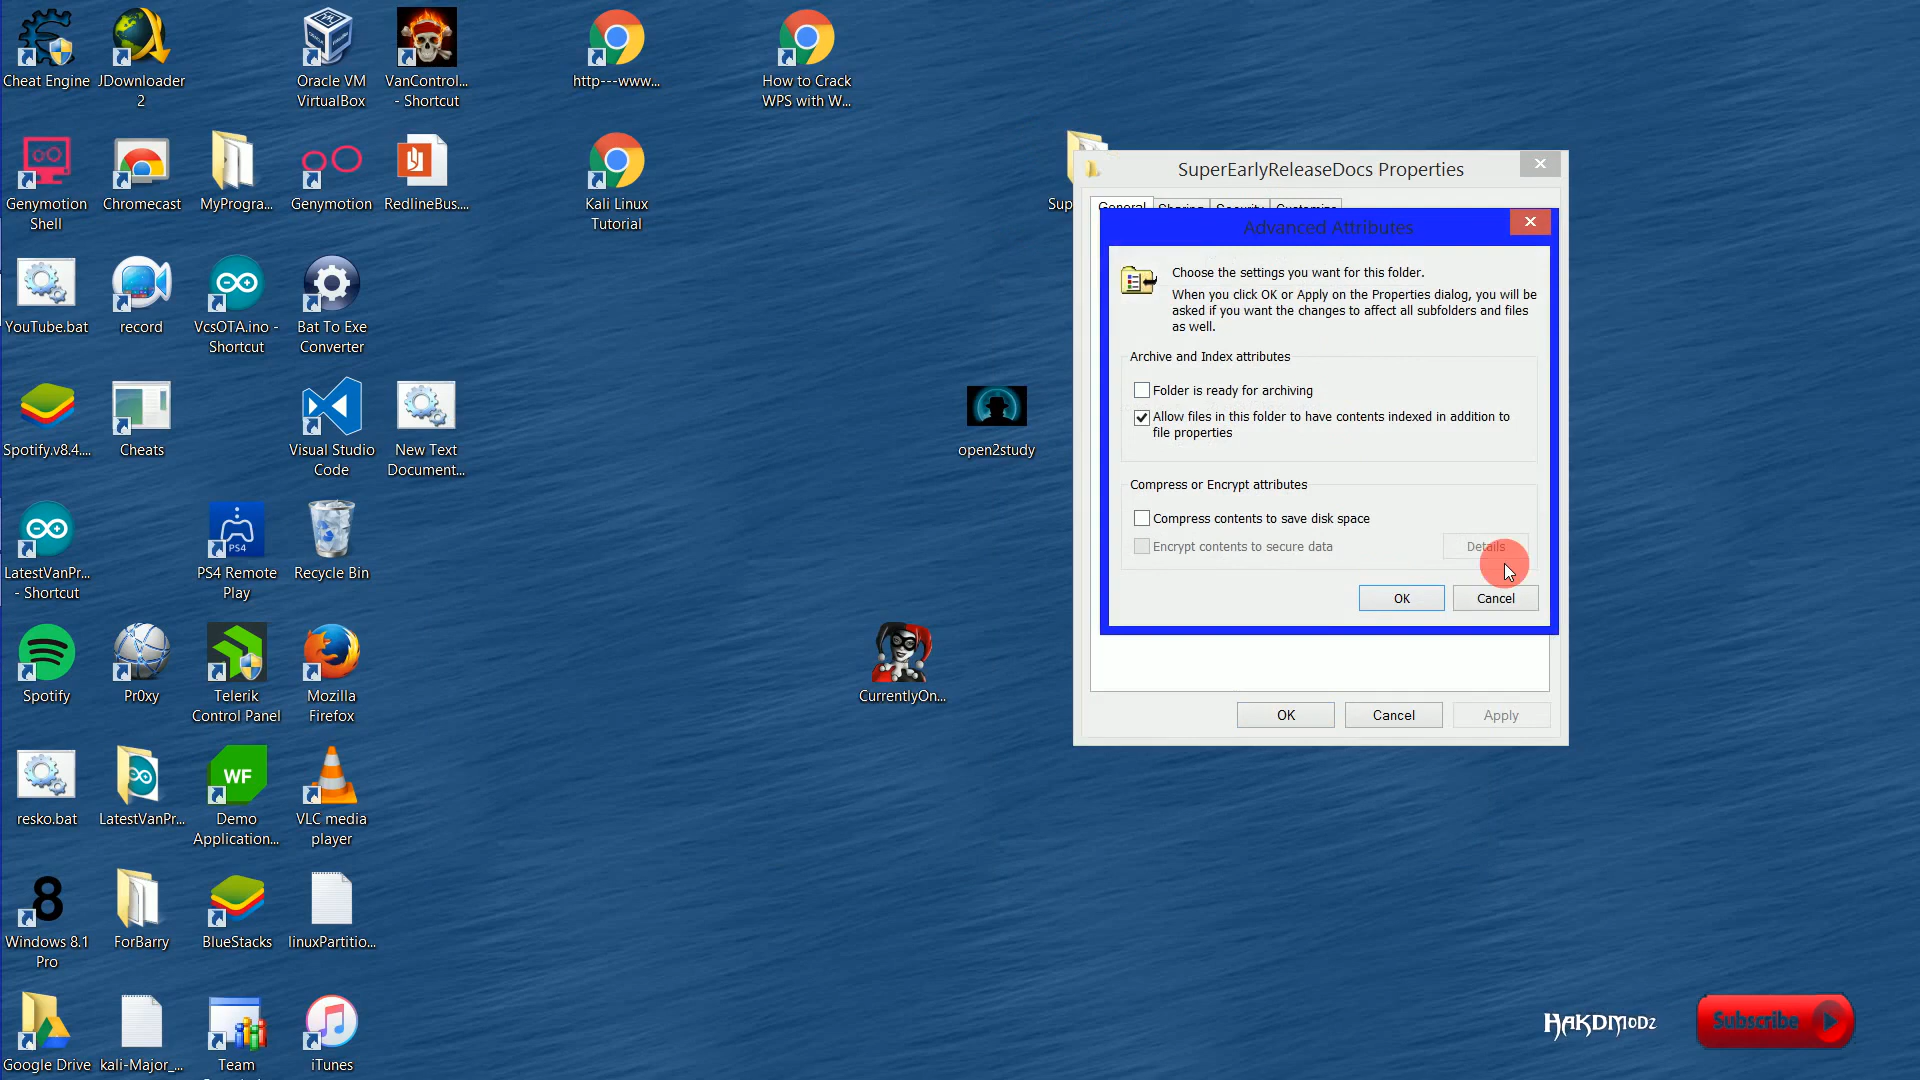 Cheat Engine
JDownloader
2
Oracle VM
VirtualBox
VanControl...
- Shortcut
http---www...
How to Crack
WPS with W...
Genymotion
Shell
Chromecast
MyProgra...
Genymotion
RedlineBus....
Kali Linux
Tutorial
Sup
YouTube.bat
record
VcsOTA.ino -
Shortcut
Bat To Exe
Converter
Spotify.v8.4....
Cheats
Visual Studio
Code
New Text
Document...
open2study
LatestVanPr...
- Shortcut
PS4
PS4 Remote
Play
Recycle Bin
Spotify
Pr0xy
Telerik
Control Panel
Mozilla
Firefox
CurrentlyOn...
resko.bat
LatestVanPr...
WF
Demo
Application...
VLC media
player
8
Windows 8.1
Pro
ForBarry
BlueStacks
linuxPartitio...
Google Drive
kali-Major_...
Team
iTunes
SuperEarlyReleaseDocs Properties
General
Sharing
Security
Customize
Advanced Attributes
Choose the settings you want for this folder.
When you click OK or Apply on the Properties dialog, you will be
asked if you want the changes to affect all subfolders and files
as well.
Archive and Index attributes
Folder is ready for archiving
Allow files in this folder to have contents indexed in addition to
file properties
Compress or Encrypt attributes
Compress contents to save disk space
Encrypt contents to secure data
Details
OK
Cancel
OK
Cancel
Apply
HAKDMODZ
Subscribe